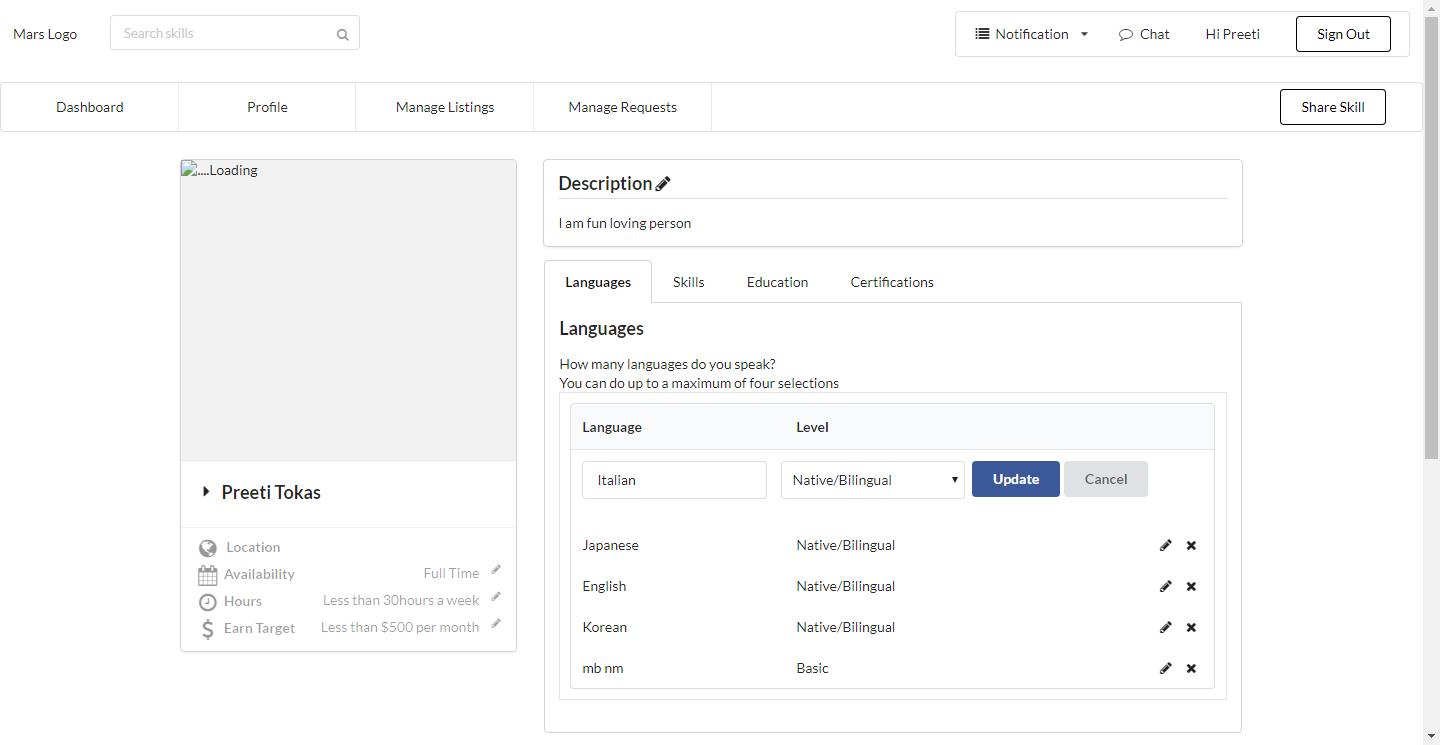 Mars Logo
Search skills
Notification
Chat
Hi Preeti
Sign Out
Dashboard
Profile
Manage Listings
Manage Requests
Share Skill
....Loading
Preeti Tokas
Location
Availability Full Time
Hours Less than 30hours a week
Earn Target Less than $500 per month
Description
I am fun loving person
Languages Skills Education Certifications
Languages
How many languages do you speak?
You can do up to a maximum of four selections
Language Level
Italian Native/Bilingual Update Cancel
Japanese Native/Bilingual
English Native/Bilingual
Korean Native/Bilingual
mb nm Basic